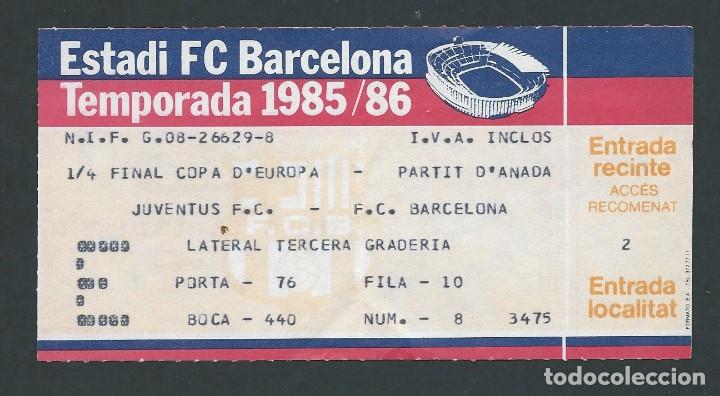 Estadi FC Barcelona
Temporada 1985/86
N.I.F G.08-26629-8 I.V.A. INCLOS
1/4 FINAL COPA D'EUROPA - PARTIT D'ANADA
JUVENTUS F.C. - F.C. BARCELONA
F.C.B.
LATERAL TERCERA GRADERIA
PORTA - 76 FILA - 10
BOCA - 440 NUM. - 8 3475
Entrada
recinte
ACCÉS
RECOMENAT
2
Entrada
localitat
todocoleccion.net